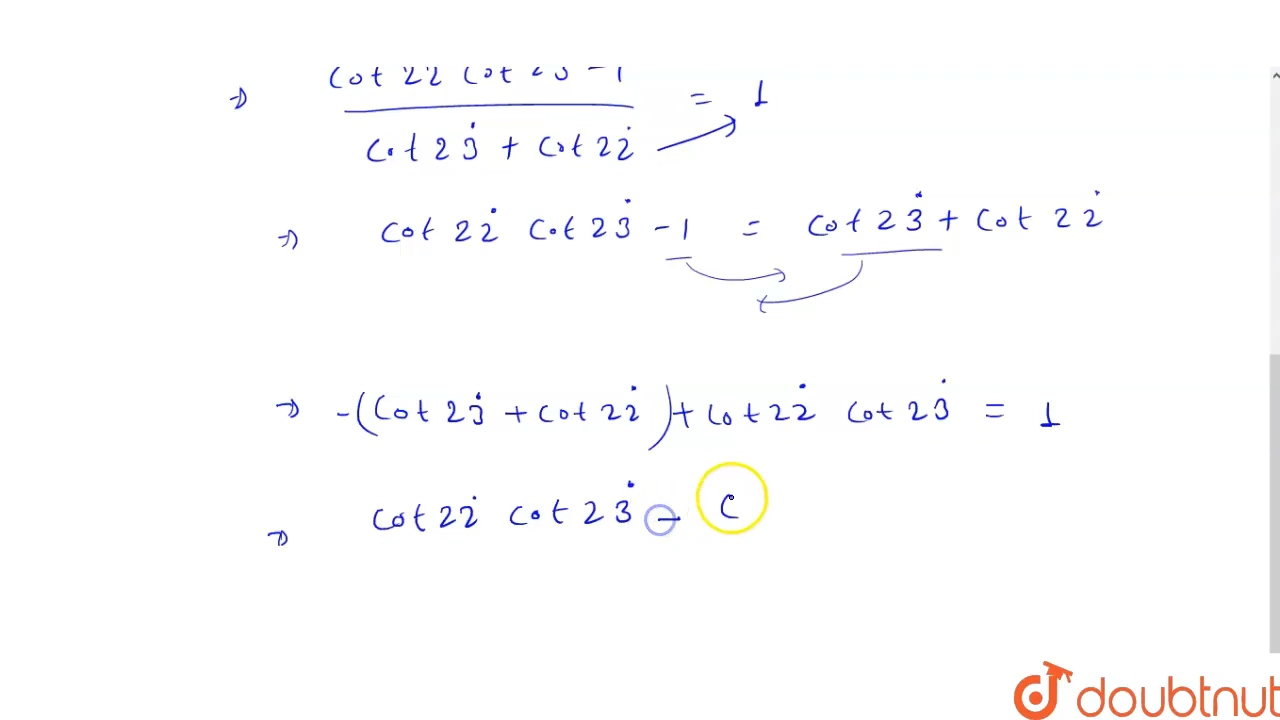 ⇒ cot 22 cot 23 - 1 = 1
cot 23° + cot 22°
⇒ cot 22° cot 23° - 1 = cot 23° + cot 22°
⇒ -(cot 23° + cot 22°) + cot 22° cot 23° = 1
⇒ cot 22° cot 23° - c
doubtnut